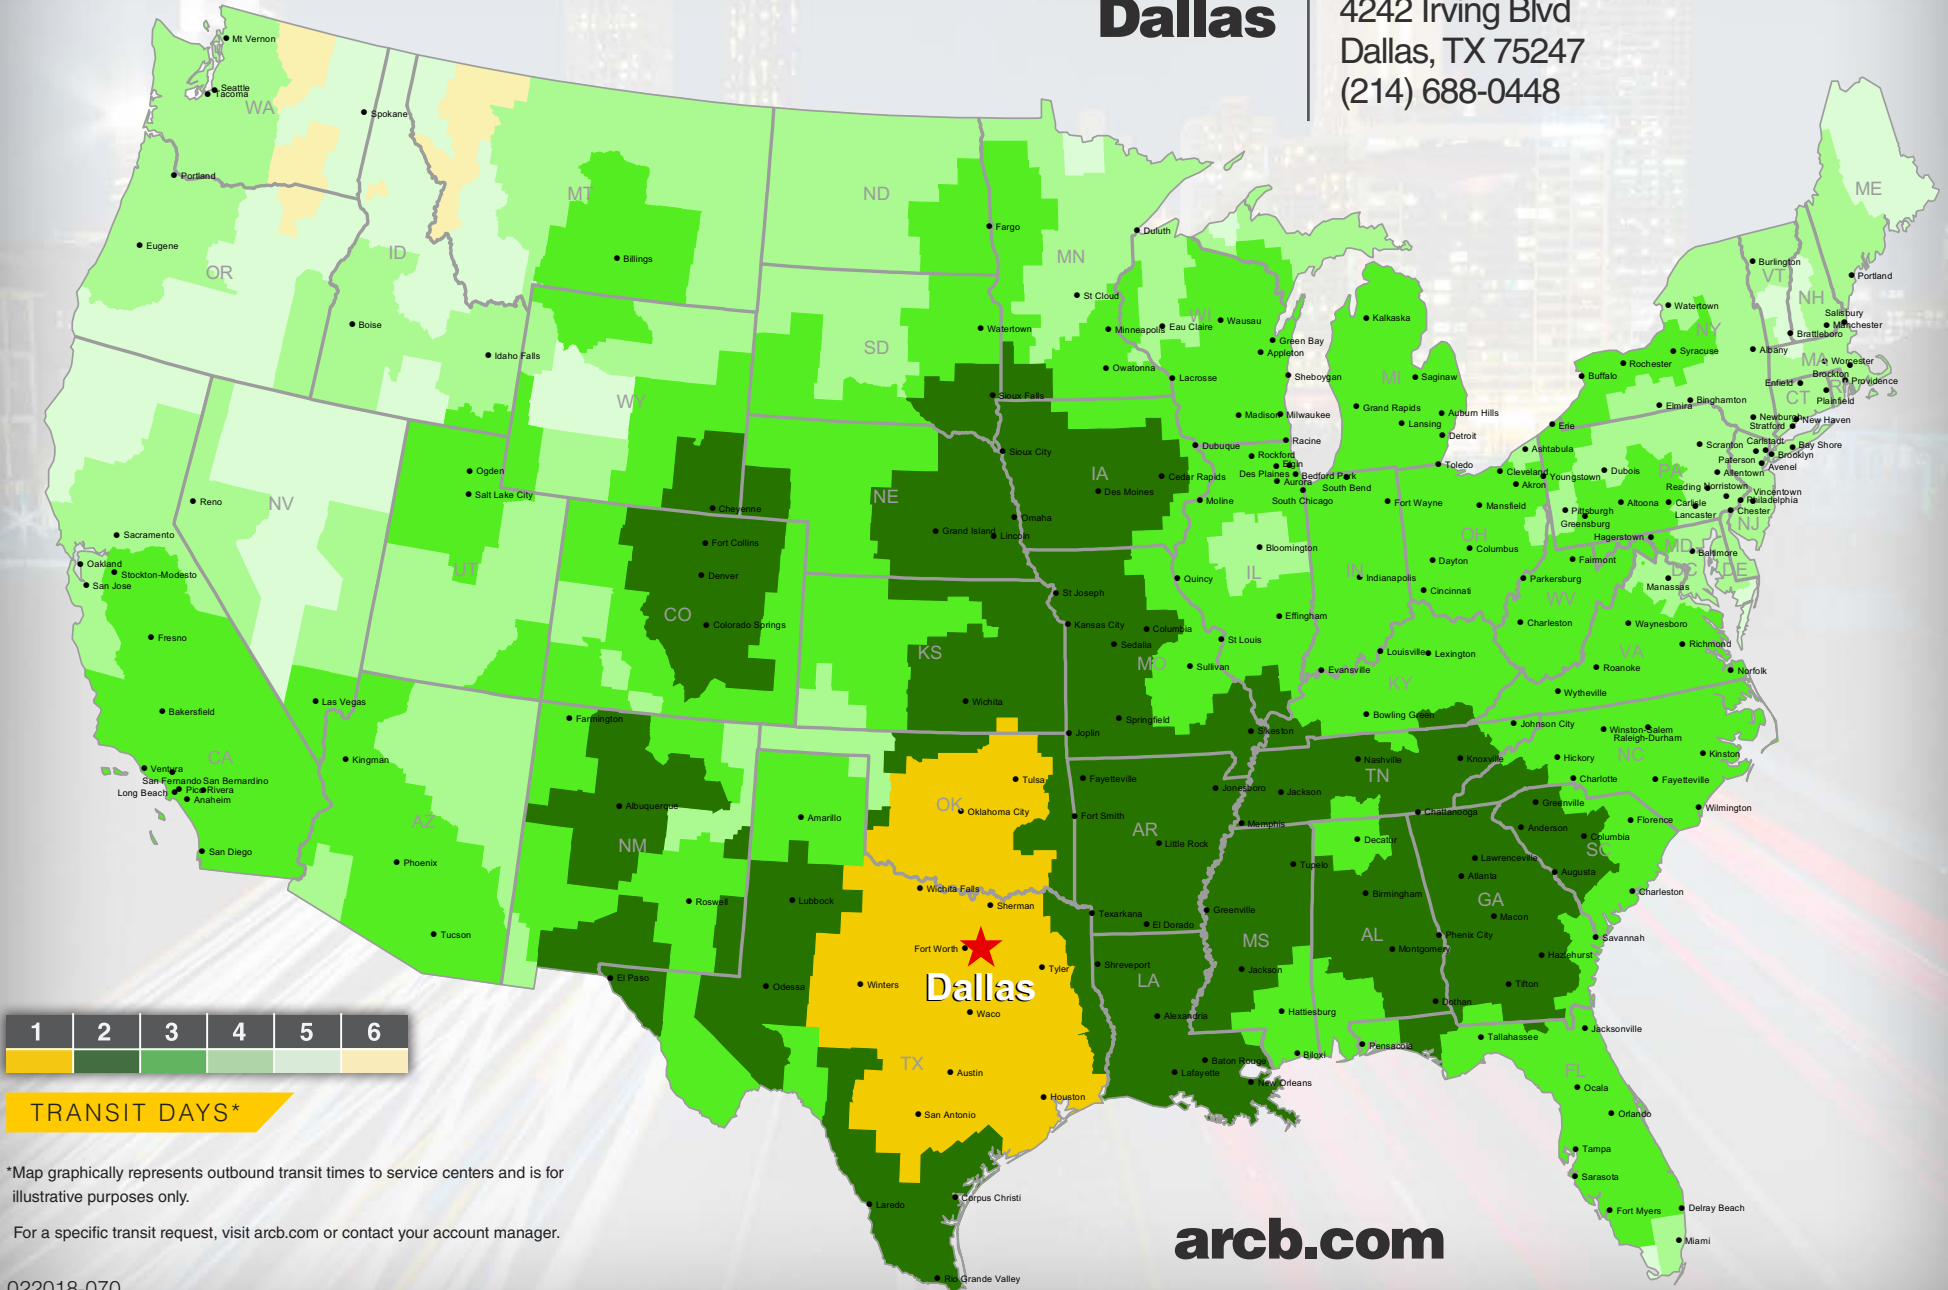 Dallas
4242 Irving Blvd
Dallas, TX 75247
(214) 688-0448
Mt Vernon
Seattle
Tacoma
WA
Spokane
Portland
Eugene
OR
ID
Boise
Idaho Falls
MT
Billings
WY
ND
Fargo
SD
Watertown
Sioux Falls
MN
Duluth
St Cloud
Minneapolis
Owatonna
WI
Eau Claire
Wausau
Green Bay
Appleton
Lacrosse
Sheboygan
Madison
Milwaukee
Racine
MI
Kalkaska
Saginaw
Grand Rapids
Auburn Hills
Lansing
Detroit
ME
Portland
Burlington
VT
NH
Salisbury
Manchester
Brattleboro
Watertown
NY
Syracuse
Rochester
Buffalo
Albany
MA
Worcester
Brockton
Providence
RI
Enfield
CT
Plainfield
Binghamton
Elmira
Newburgh
New Haven
Stratford
Erie
Ashtabula
Scranton
Carlstadt
Bay Shore
Brooklyn
Paterson
Avenel
Allentown
PA
Dubois
Reading
Norristown
Vincentown
Philadelphia
Altoona
Carlisle
Lancaster
Chester
Pittsburgh
Greensburg
NJ
Hagerstown
MD
Baltimore
DC
DE
Manassas
Toledo
Cleveland
Akron
Youngstown
Mansfield
OH
Columbus
Dayton
Cincinnati
Fairmont
Parkersburg
WV
Charleston
Waynesboro
VA
Richmond
Roanoke
Norfolk
Wytheville
Dubuque
Rockford
Elgin
Des Plaines
Bedford Park
Aurora
South Bend
South Chicago
Moline
Fort Wayne
Bloomington
IL
IN
Indianapolis
Quincy
Effingham
St Louis
Louisville
Lexington
Evansville
KY
Bowling Green
Sioux City
IA
Cedar Rapids
Des Moines
NE
Omaha
Grand Island
Lincoln
St Joseph
Kansas City
Columbia
Sedalia
MO
Sullivan
Springfield
Joplin
Sikeston
KS
Wichita
Cheyenne
Fort Collins
Denver
CO
Colorado Springs
Ogden
Salt Lake City
UT
NV
Reno
Las Vegas
Sacramento
Oakland
Stockton-Modesto
San Jose
Fresno
Bakersfield
CA
Ventura
San Fernando
San Bernardino
Long Beach
Pico Rivera
Anaheim
San Diego
Kingman
AZ
Phoenix
Tucson
Farmington
Albuquerque
NM
Roswell
Amarillo
Lubbock
El Paso
Odessa
OK
Tulsa
Oklahoma City
Wichita Falls
Sherman
Fort Worth
Dallas
Tyler
Winters
Waco
TX
Austin
Houston
San Antonio
Laredo
Corpus Christi
Rio Grande Valley
Fayetteville
Jonesboro
Fort Smith
AR
Little Rock
Texarkana
El Dorado
Shreveport
LA
Alexandria
Baton Rouge
Lafayette
New Orleans
Nashville
Knoxville
TN
Jackson
Memphis
Chattanooga
Johnson City
Winston-Salem
Raleigh-Durham
NC
Hickory
Kinston
Charlotte
Fayetteville
Wilmington
Greenville
Anderson
Florence
Columbia
SC
Augusta
Charleston
Tupelo
Greenville
MS
Jackson
Hattiesburg
Biloxi
Decatur
Birmingham
AL
Montgomery
Dothan
Lawrenceville
Atlanta
GA
Macon
Phenix City
Hazlehurst
Savannah
Tifton
Pensacola
Tallahassee
Jacksonville
FL
Ocala
Orlando
Tampa
Sarasota
Fort Myers
Delray Beach
Miami
1 2 3 4 5 6
TRANSIT DAYS*
*Map graphically represents outbound transit times to service centers and is for
illustrative purposes only.
For a specific transit request, visit arcb.com or contact your account manager.
arcb.com
022018-070